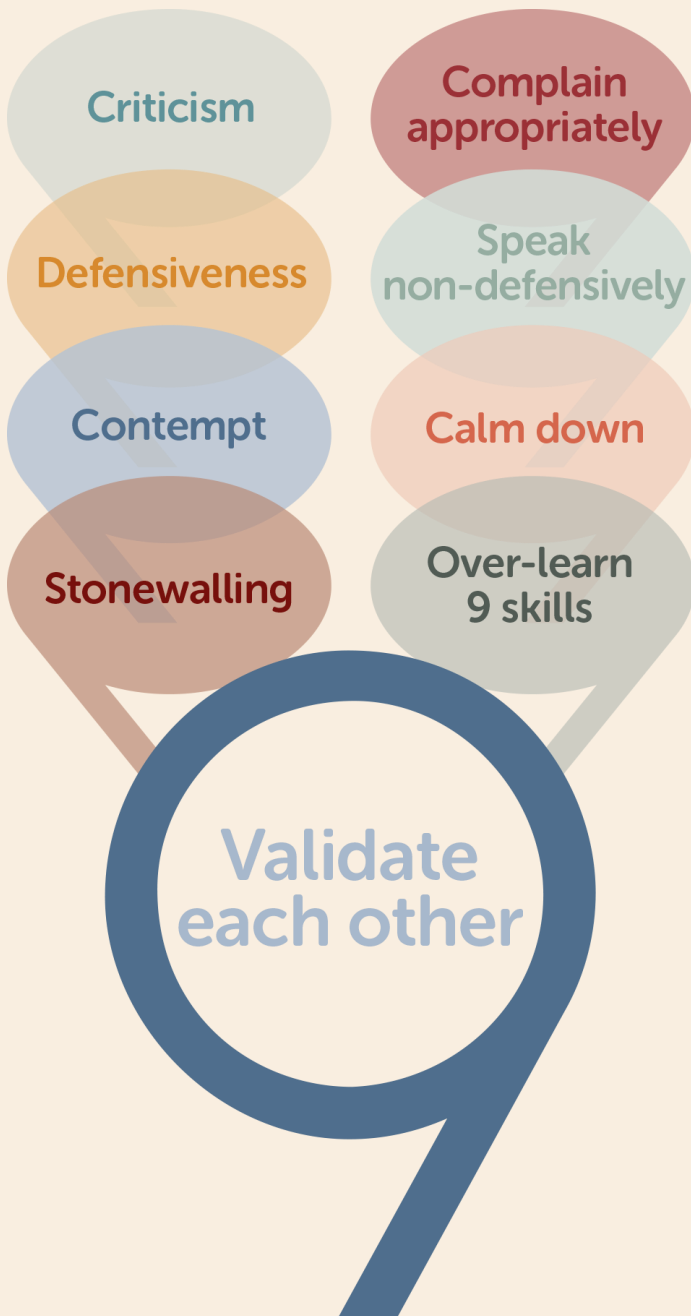 Criticism
Defensiveness
Contempt
Stonewalling
Complain
appropriately
Speak
non-defensively
Calm down
Over-learn
9 skills
Validate
each other